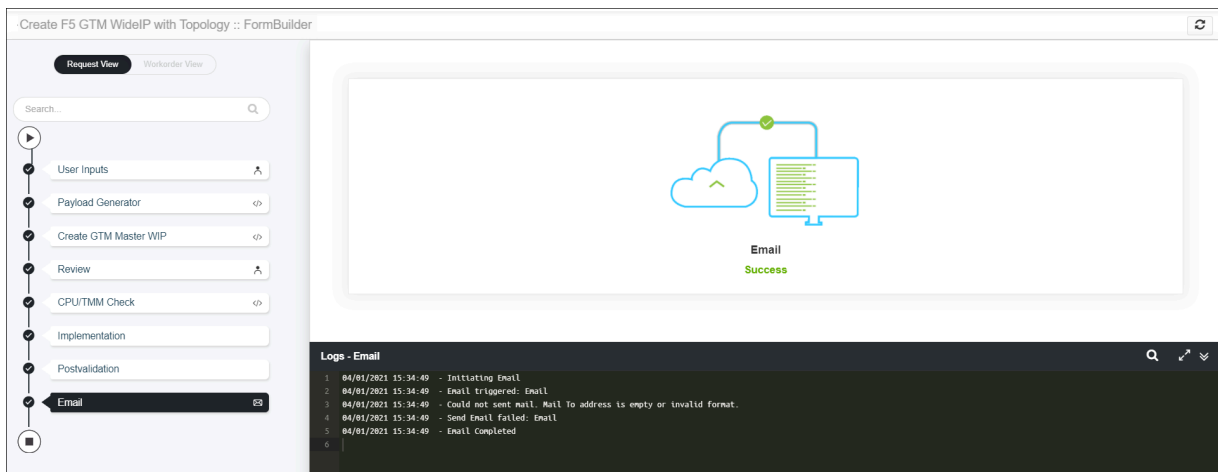 Create F5 GTM WideIP with Topology :: FormBuilder
Request View
Workorder View
Search...
User Inputs
Payload Generator
</>
Create GTM Master WIP
</>
Review
CPU/TMM Check
</>
Implementation
Postvalidation
Email
Email
Success
Logs - Email
1 04/01/2021 15:34:49 - Initiating Email
2 04/01/2021 15:34:49 - Email triggered: Email
3 04/01/2021 15:34:49 - Could not sent mail. Mail To address is empty or invalid format.
4 04/01/2021 15:34:49 - Send Email failed: Email
5 04/01/2021 15:34:49 - Email Completed
6